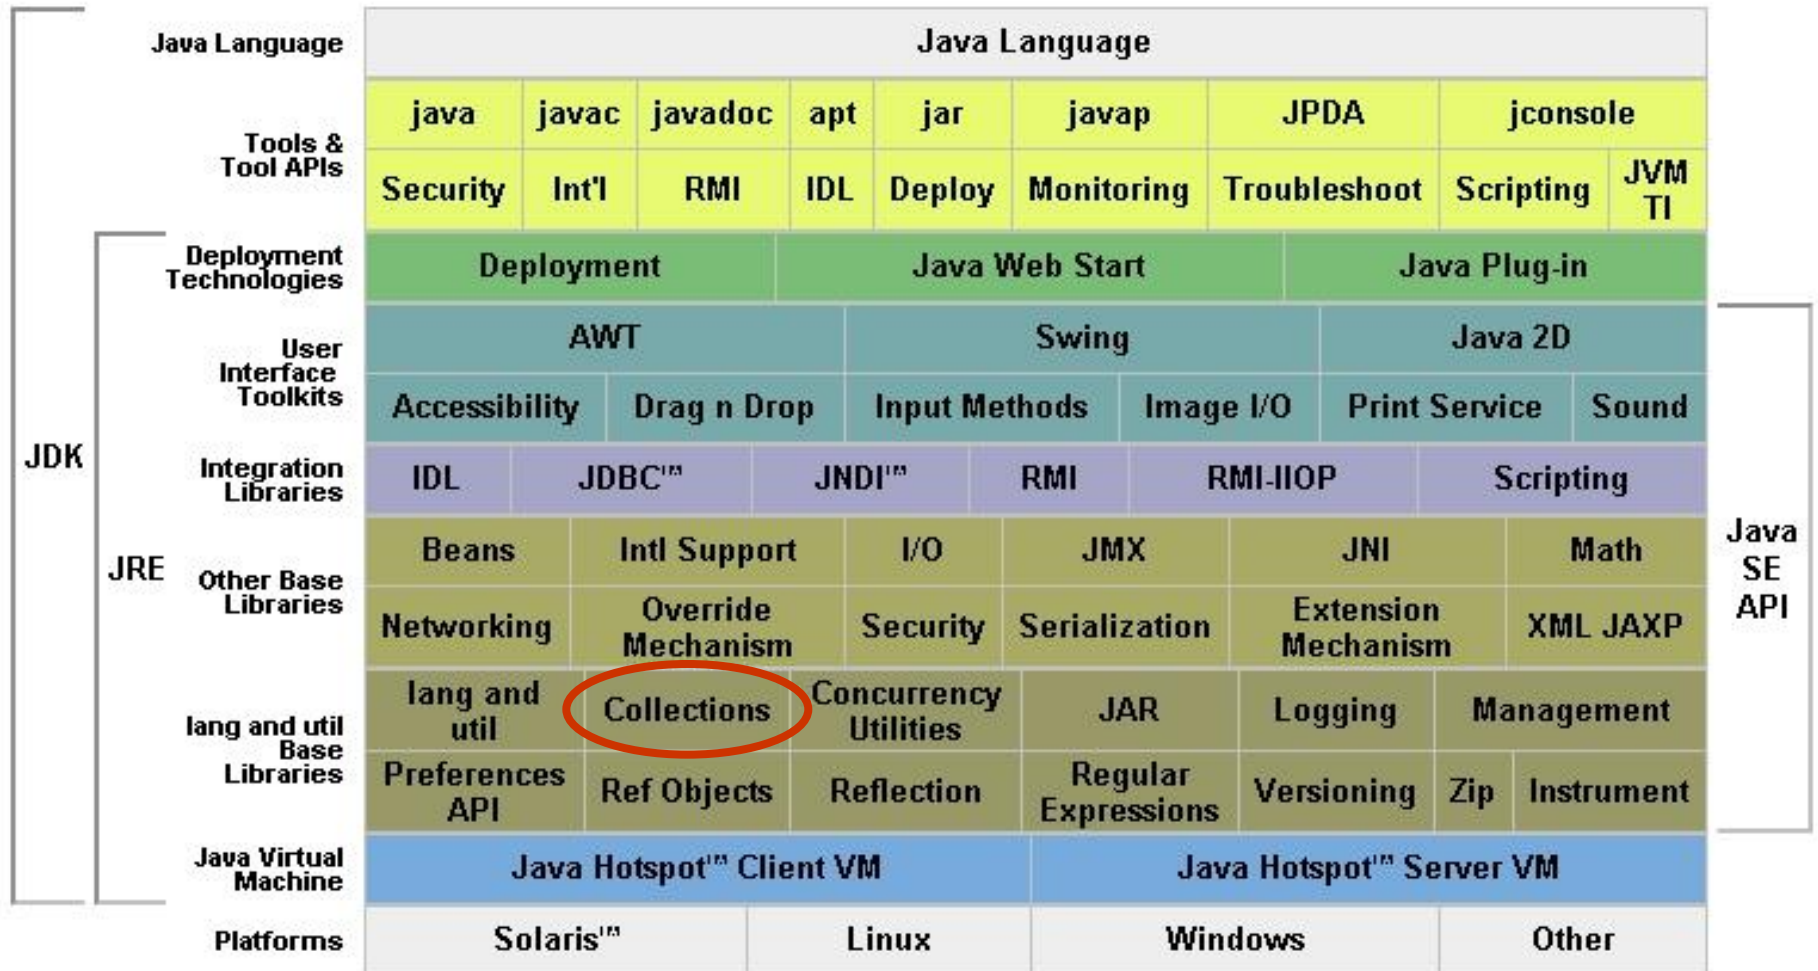 Java Language
Java Language
Tools &
Tool APIs
java javac javadoc apt jar javap JPDA jconsole
Security Int'l RMI IDL Deploy Monitoring Troubleshoot Scripting JVM
TI
Deployment
Technologies
Deployment Java Web Start Java Plug-in
User
Interface
Toolkits
AWT Swing Java 2D
Accessibility Drag n Drop Input Methods Image I/O Print Service Sound
JDK
Integration
Libraries
IDL JDBC™ JNDI™ RMI RMI-IIOP Scripting
JRE
Other Base
Libraries
Beans Intl Support I/O JMX JNI Math
Networking Override
Mechanism Security Serialization Extension
Mechanism XML JAXP
Java
SE
API
lang and util
Base
Libraries
lang and
util Collections Concurrency
Utilities JAR Logging Management
Preferences
API Ref Objects Reflection Regular
Expressions Versioning Zip Instrument
Java Virtual
Machine
Java Hotspot™ Client VM Java Hotspot™ Server VM
Platforms
Solaris™ Linux Windows Other